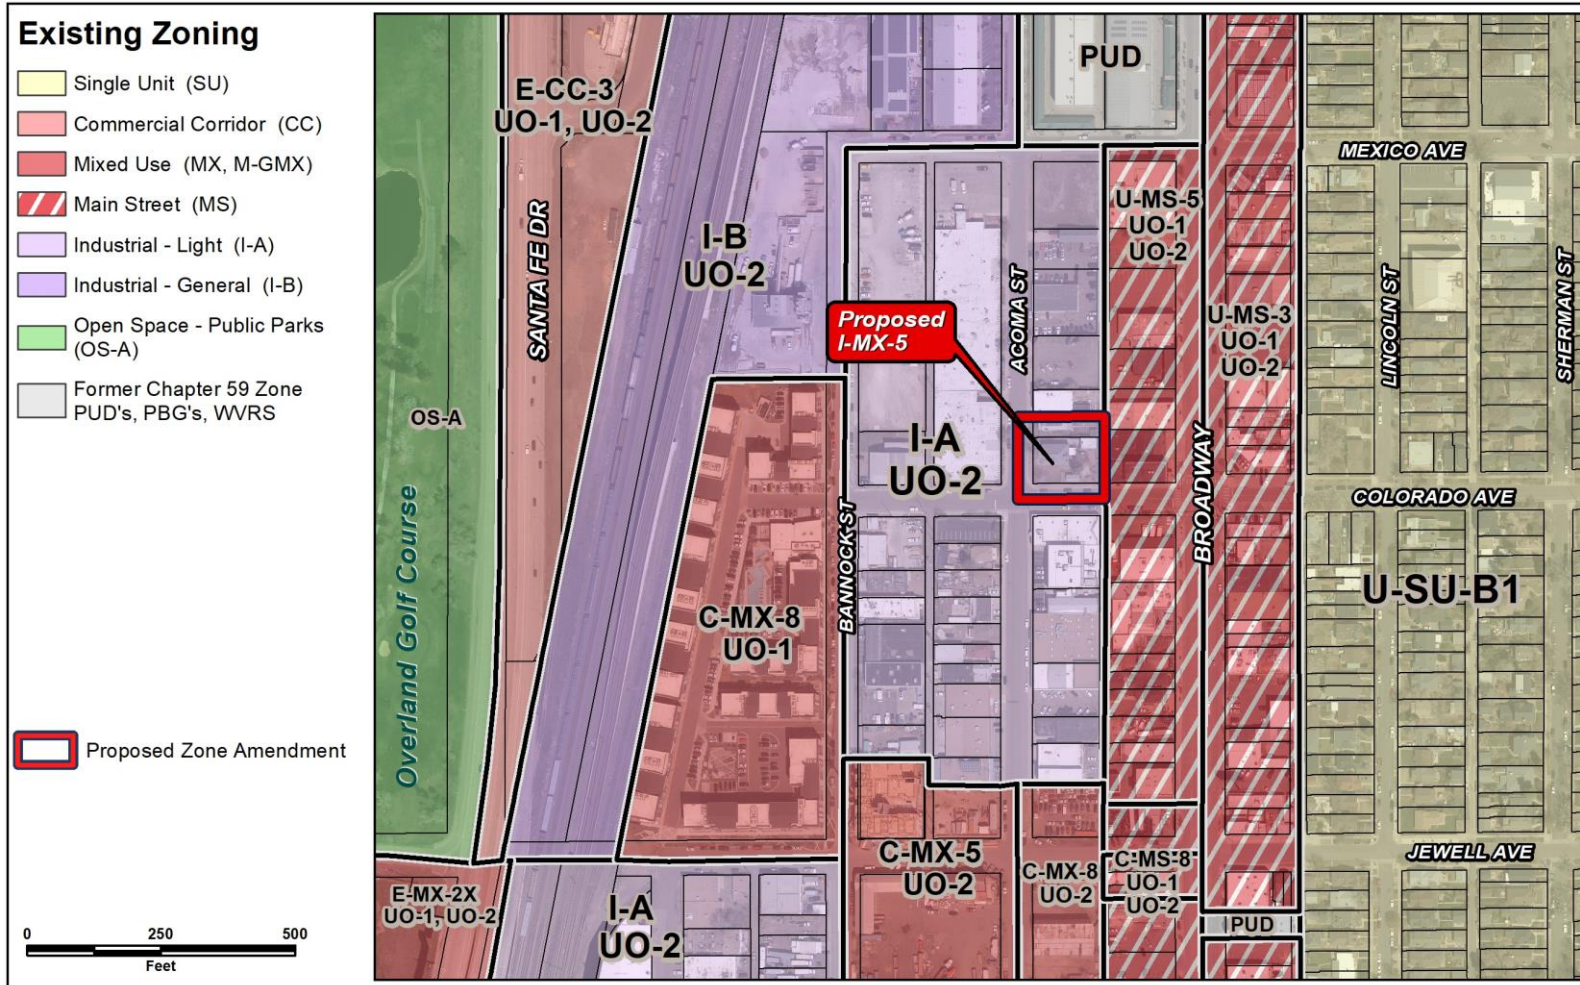 Existing Zoning
Single Unit (SU)
Commercial Corridor (CC)
Mixed Use (MX, M-GMX)
Main Street (MS)
Industrial - Light (I-A)
Industrial - General (I-B)
Open Space - Public Parks
(OS-A)
Former Chapter 59 Zone
PUD's, PBG's, WVRS
Proposed Zone Amendment
0 250 500
Feet
E-CC-3
UO-1, UO-2
PUD
SANTA FE DR
I-B
UO-2
MEXICO AVE
U-MS-5
UO-1
UO-2
ACOMA ST
Proposed
I-MX-5
U-MS-3
UO-1
UO-2
LINCOLN ST
SHERMAN ST
OS-A
I-A
UO-2
BROADWAY
COLORADO AVE
Overland Golf Course
BANNOCK ST
C-MX-8
UO-1
U-SU-B1
C-MX-5
UO-2
C-MX-8
UO-2
C-MS-8
UO-1
UO-2
JEWELL AVE
E-MX-2X
UO-1, UO-2
I-A
UO-2
PUD